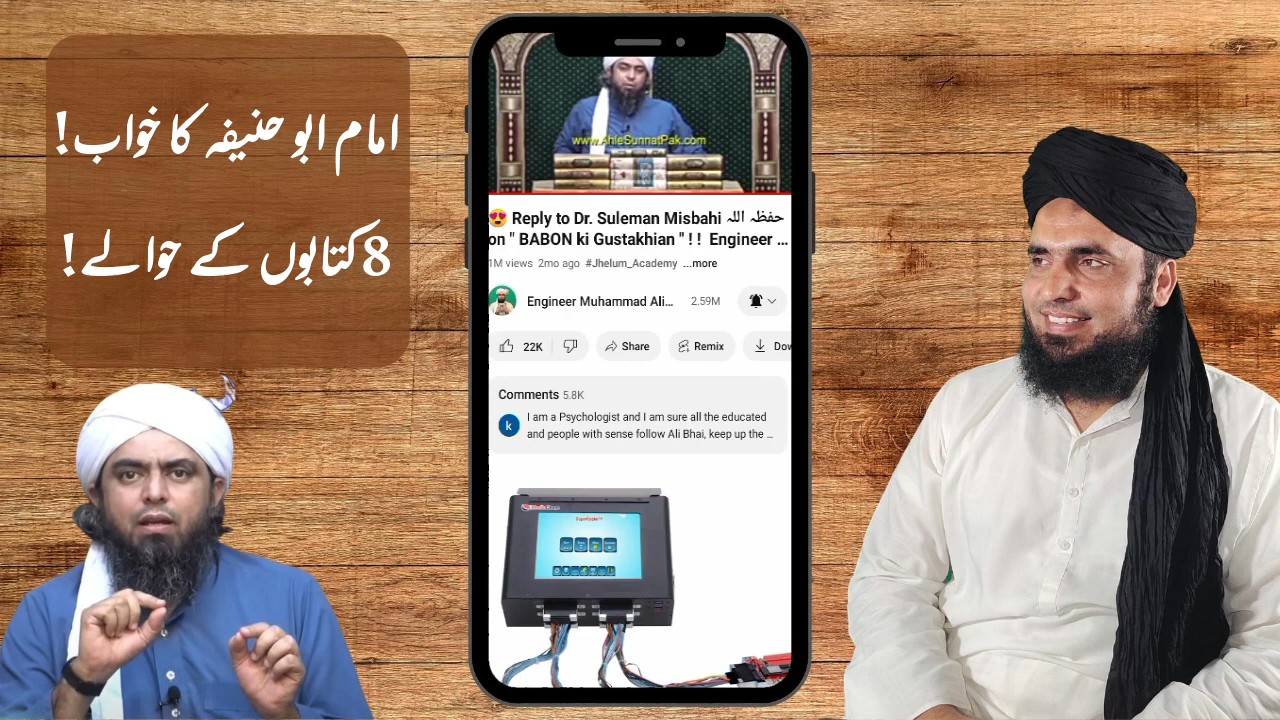 امام ابو حنیفہ کا خواب!
8 کتابوں کے حوالے!
www.AhleSunnatPak.com
😍 Reply to Dr. Suleman Misbahi حفظہ اللہ
on " BABON ki Gustakhian " ! ! Engineer ...
1M views 2mo ago #Jhelum_Academy ...more
Engineer Muhammad Ali... 2.59M
22K Share Remix Dow
Comments 5.8K
k
I am a Psychologist and I am sure all the educated
and people with sense follow Ali Bhai, keep up the ...